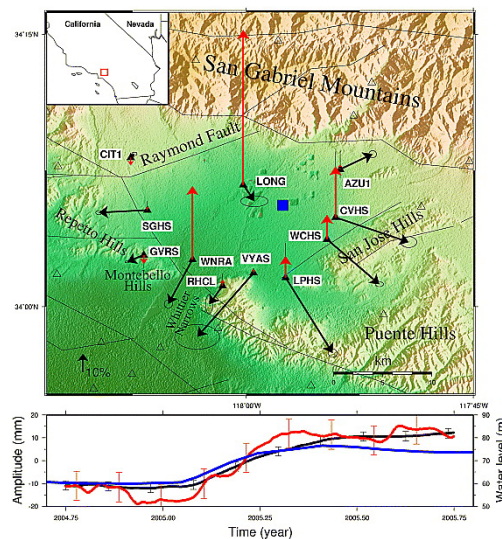 California
Nevada
34˚15'
San Gabriel Mountains
CIT1
Raymond Fault
LONG
AZU1
SGHS
CVHS
Repetto Hills
WCHS
San Jose Hills
GVRS
WNRA
VYAS
Montebello
Hills
RHCL
LPHS
34˚00'
Whittier
Narrows
Puente Hills
km
0
5
10
10%
118˚00'
117˚45'
Amplitude (mm)
20
10
0
-10
-20
Water level (m)
90
80
70
60
50
2004.75
2005.00
2005.25
2005.50
2005.75
Time (year)